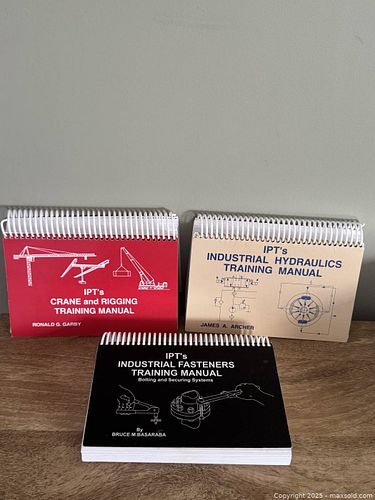 IPT's
CRANE and RIGGING
TRAINING MANUAL
RONALD G. GARBY
IPT's
INDUSTRIAL HYDRAULICS
TRAINING MANUAL
JAMES A. ARCHER
IPT's
INDUSTRIAL FASTENERS
TRAINING MANUAL
Bolting and Securing Systems
By
BRUCE M. BASARABA
Copyright 2025 - maxsold.com